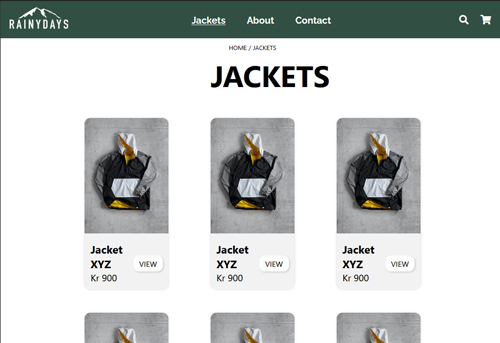 RAINYDAYS
Jackets About Contact
HOME / JACKETS
JACKETS
Jacket
XYZ
Kr 900
VIEW
Jacket
XYZ
Kr 900
VIEW
Jacket
XYZ
Kr 900
VIEW